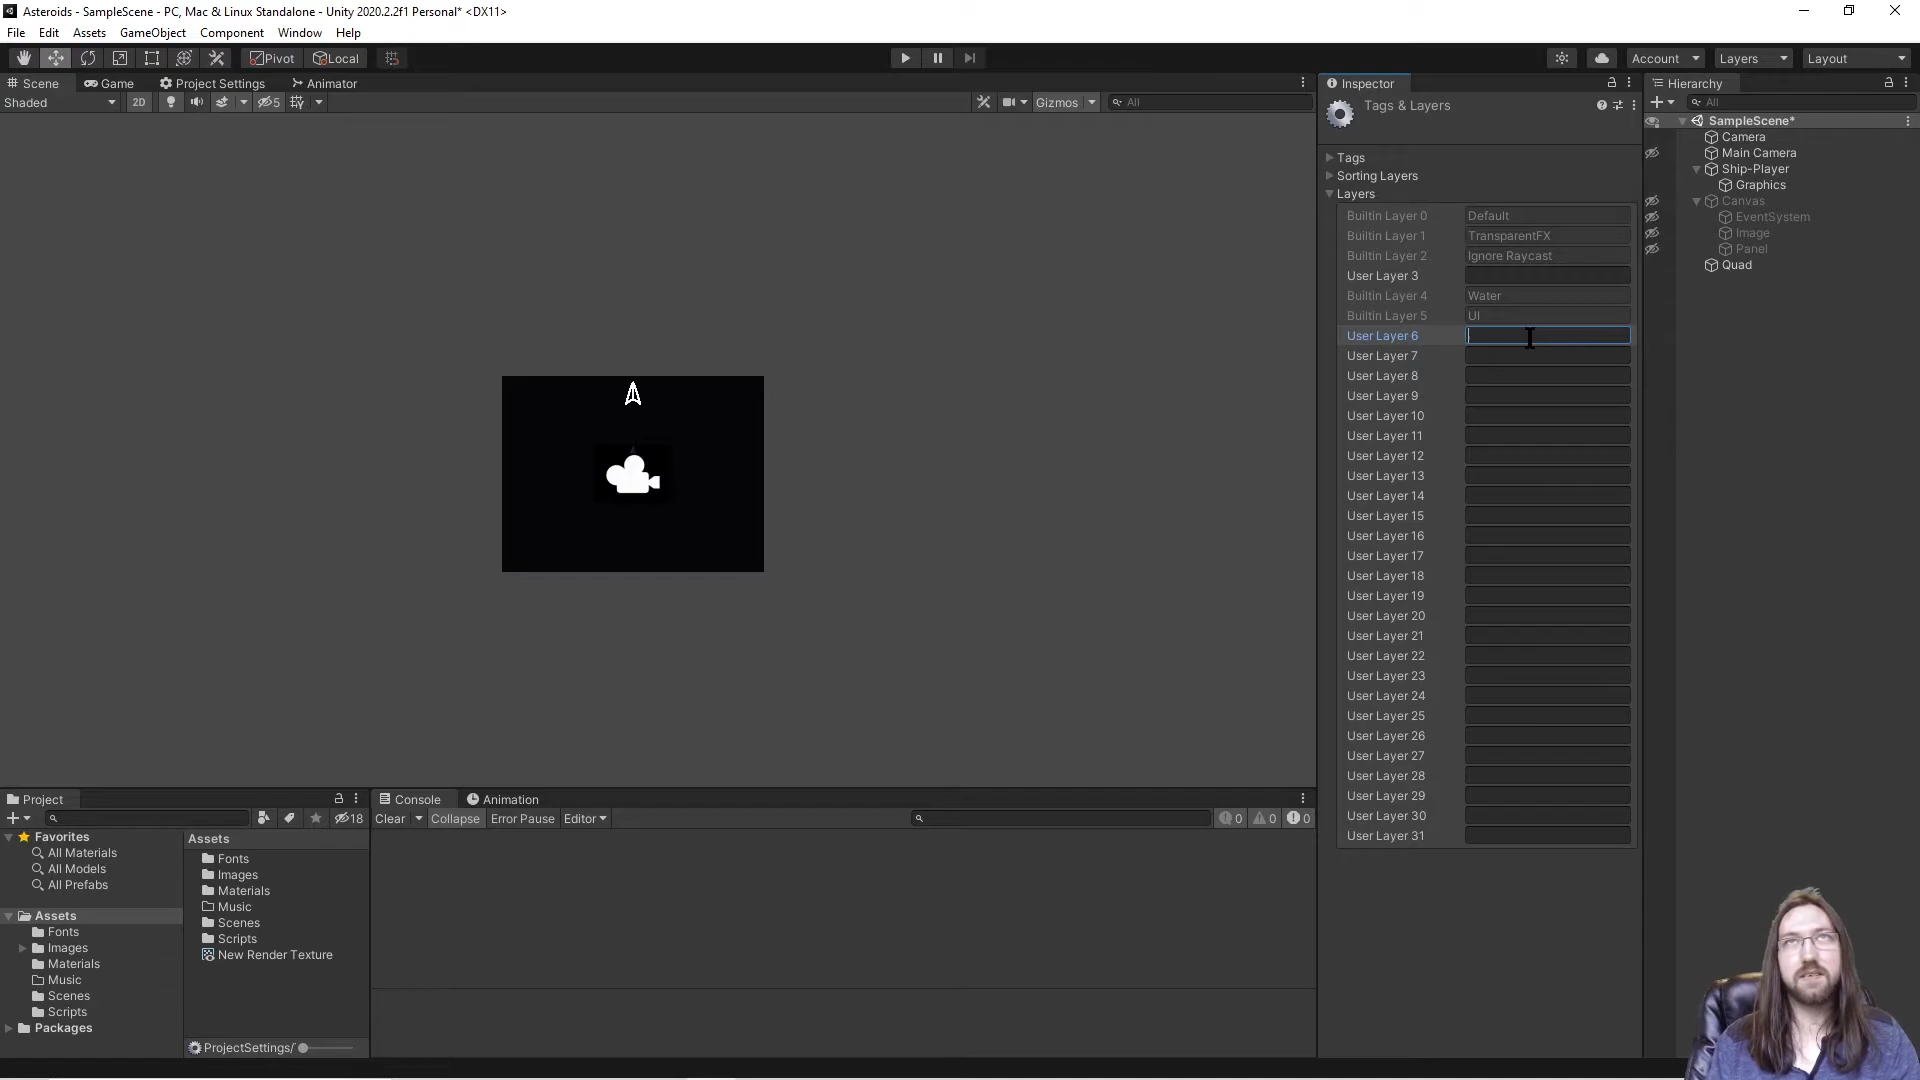 Asteroids - SampleScene - PC, Mac & Linux Standalone - Unity 2020.2.2f1 Personal* <DX11>
File Edit Assets GameObject Component Window Help
Pivot Local Account Layers Layout
Scene Game Project Settings Animator
Shaded 2D 5 Gizmos All
Inspector
Tags & Layers
Tags
Sorting Layers
Layers
Builtin Layer 0 Default
Builtin Layer 1 TransparentFX
Builtin Layer 2 Ignore Raycast
User Layer 3
Builtin Layer 4 Water
Builtin Layer 5 UI
User Layer 6
User Layer 7
User Layer 8
User Layer 9
User Layer 10
User Layer 11
User Layer 12
User Layer 13
User Layer 14
User Layer 15
User Layer 16
User Layer 17
User Layer 18
User Layer 19
User Layer 20
User Layer 21
User Layer 22
User Layer 23
User Layer 24
User Layer 25
User Layer 26
User Layer 27
User Layer 28
User Layer 29
User Layer 30
User Layer 31
Hierarchy
All
SampleScene*
Camera
Main Camera
Ship-Player
Graphics
Canvas
EventSystem
Image
Panel
Quad
Project
18
Favorites
All Materials
All Models
All Prefabs
Assets
Fonts
Images
Materials
Music
Scenes
Scripts
Packages
Assets
Fonts
Images
Materials
Music
Scenes
Scripts
New Render Texture
ProjectSettings/
Console Animation
Clear Collapse Error Pause Editor 0 0 0